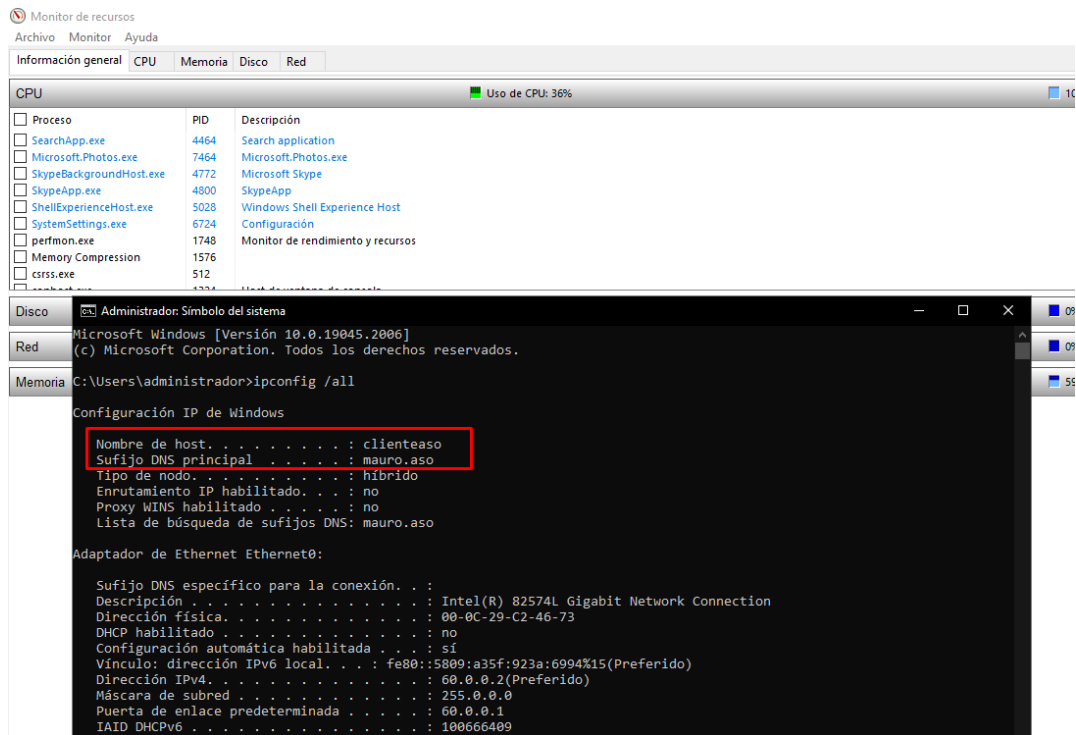 Monitor de recursos
Archivo Monitor Ayuda
Información general CPU Memoria Disco Red
CPU Uso de CPU: 36%
Proceso PID Descripción
SearchApp.exe 4464 Search application
Microsoft.Photos.exe 7464 Microsoft.Photos.exe
SkypeBackgroundHost.exe 4772 Microsoft Skype
SkypeApp.exe 4800 SkypeApp
ShellExperienceHost.exe 5028 Windows Shell Experience Host
SystemSettings.exe 6724 Configuración
perfmon.exe 1748 Monitor de rendimiento y recursos
Memory Compression 1576
csrss.exe 512
Disco
Red
Memoria
Administrador: Símbolo del sistema
Microsoft Windows [Versión 10.0.19045.2006]
(c) Microsoft Corporation. Todos los derechos reservados.
C:\Users\administrador>ipconfig /all
Configuración IP de Windows
Nombre de host. . . . . . . . . : clienteaso
Sufijo DNS principal  . . . . . : mauro.aso
Tipo de nodo. . . . . . . . . . : híbrido
Enrutamiento IP habilitado. . . : no
Proxy WINS habilitado . . . . . : no
Lista de búsqueda de sufijos DNS: mauro.aso
Adaptador de Ethernet Ethernet0:
Sufijo DNS específico para la conexión. . :
Descripción . . . . . . . . . . . . . . . : Intel(R) 82574L Gigabit Network Connection
Dirección física. . . . . . . . . . . . . : 00-0C-29-C2-46-73
DHCP habilitado . . . . . . . . . . . . . : no
Configuración automática habilitada . . . : sí
Vínculo: dirección IPv6 local. . . : fe80::5809:a35f:923a:6994%15(Preferido)
Dirección IPv4. . . . . . . . . . . . . . : 60.0.0.2(Preferido)
Máscara de subred . . . . . . . . . . . . : 255.0.0.0
Puerta de enlace predeterminada . . . . . : 60.0.0.1
IAID DHCPv6 . . . . . . . . . . . . . . . : 100666409